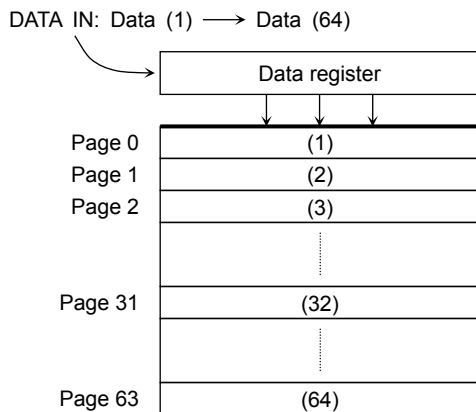 DATA IN: Data (1) Data (64)
Data register
Page 0 (1)
Page 1 (2)
Page 2 (3)
Page 31 (32)
Page 63 (64)